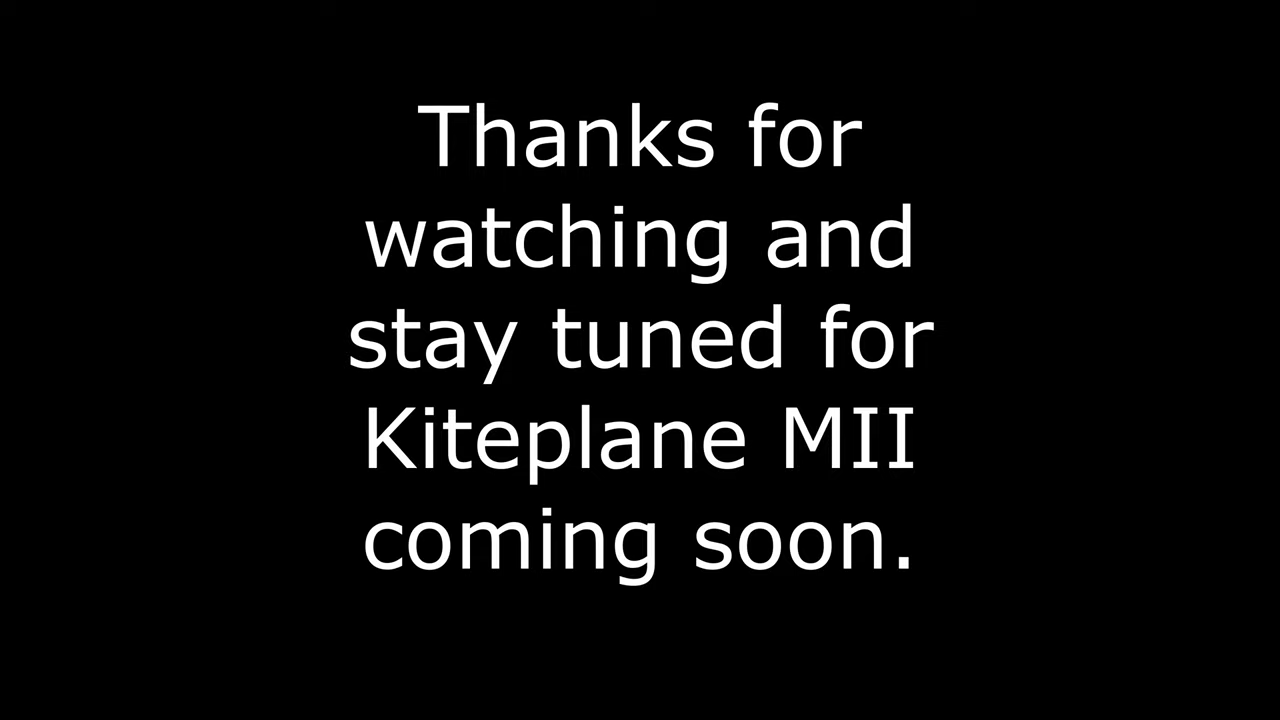 Thanks for
watching and
stay tuned for
Kiteplane MII
coming soon.